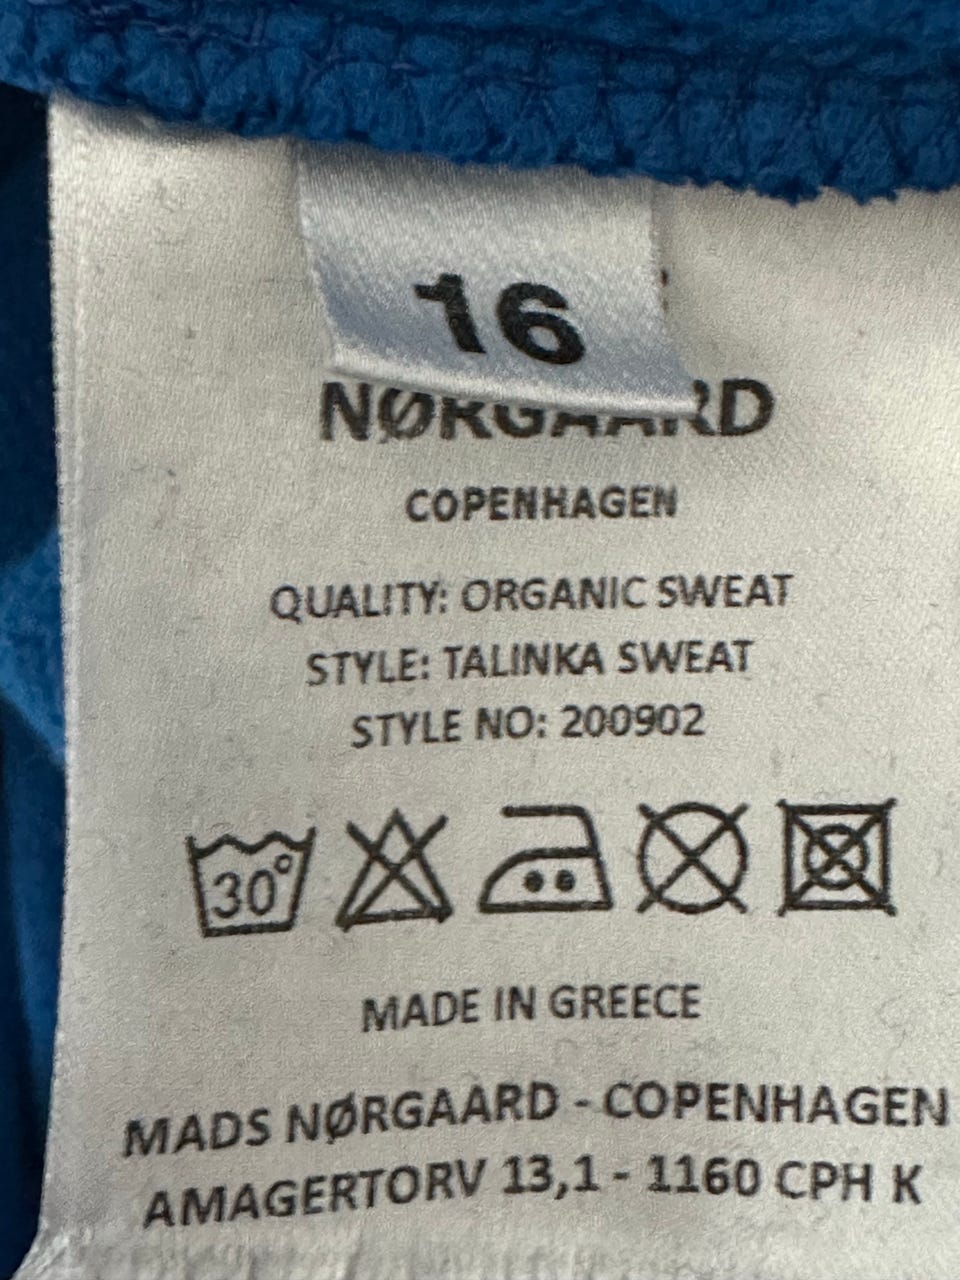 16
NØRGAARD
COPENHAGEN
QUALITY: ORGANIC SWEAT
STYLE: TALINKA SWEAT
STYLE NO: 200902
30°
MADE IN GREECE
MADS NØRGAARD - COPENHAGEN
AMAGERTORV 13,1 - 1160 CPH K